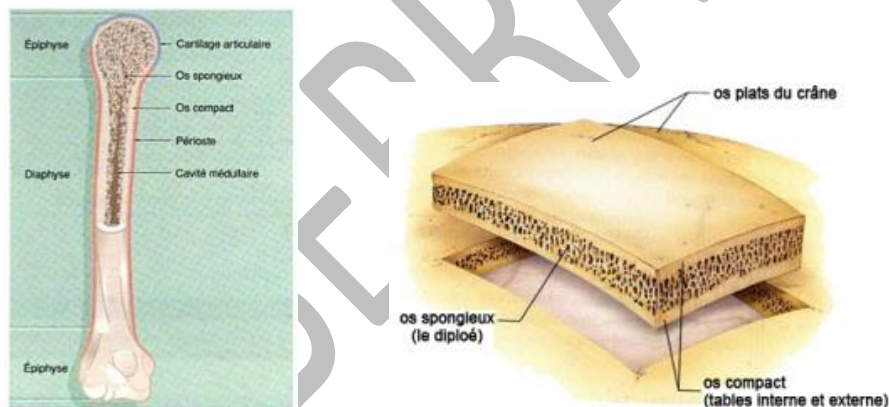 Épiphyse
Cartilage articulaire
Os spongieux
Os compact
Périoste
Diaphyse
Cavité médullaire
Épiphyse
os plats du crâne
os spongieux
(le diploé)
os compact
(tables interne et externe)